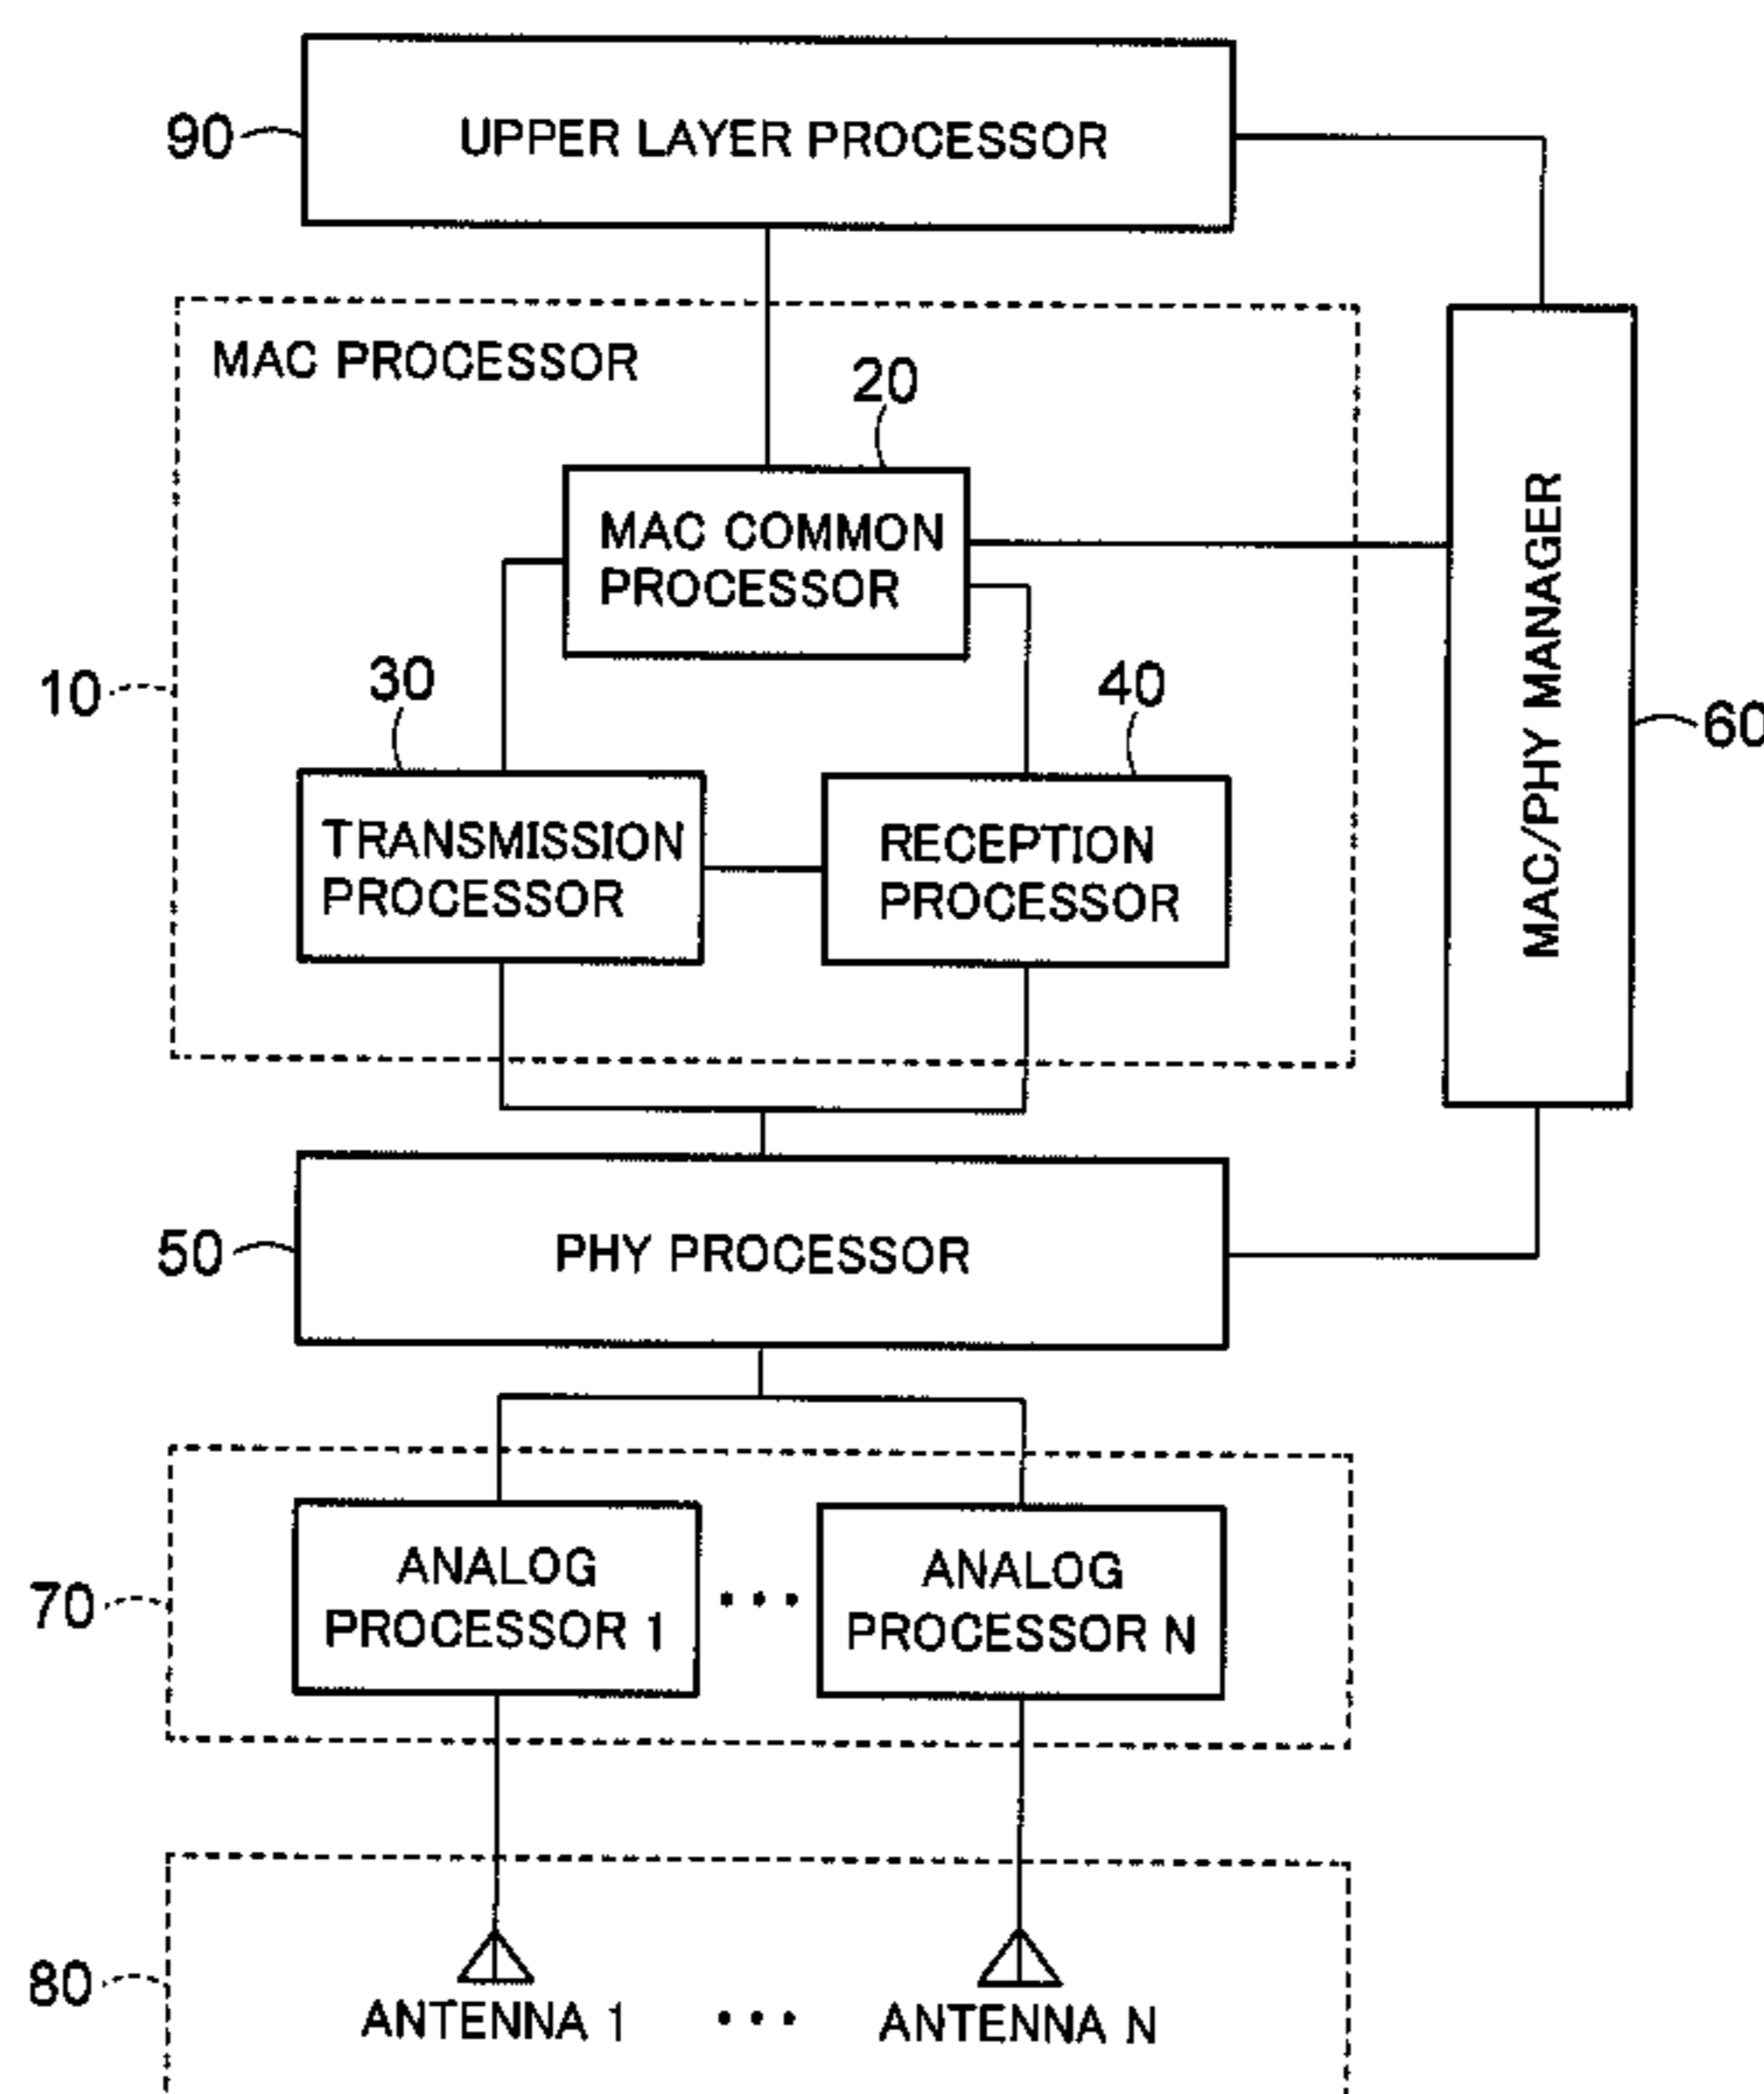 90
UPPER LAYER PROCESSOR
MAC PROCESSOR
20
MAC COMMON
PROCESSOR
10
30
40
60
MAC/PHY MANAGER
TRANSMISSION
PROCESSOR
RECEPTION
PROCESSOR
50
PHY PROCESSOR
70
ANALOG
PROCESSOR 1
•••
ANALOG
PROCESSOR N
80
ANTENNA 1 ••• ANTENNA N